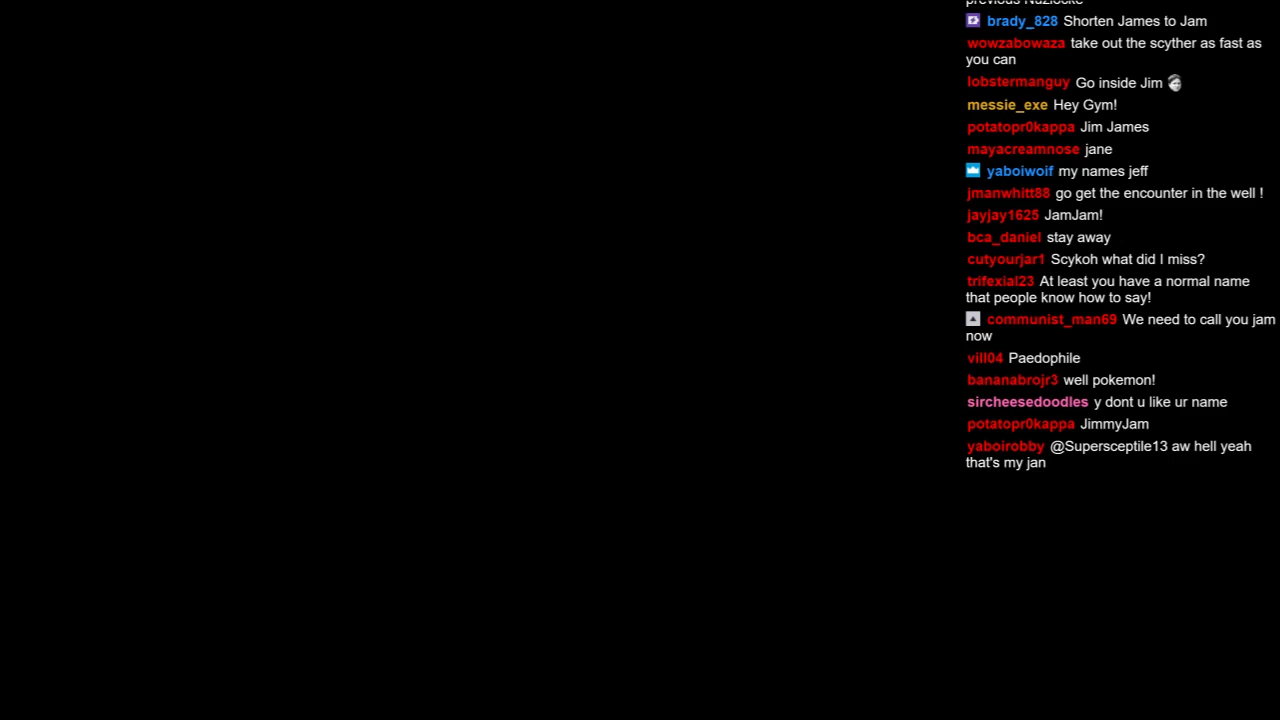 previous Nuzlocke
brady_828 Shorten James to Jam
wowzabowaza take out the scyther as fast as
you can
lobstermanguy Go inside Jim
messie_exe Hey Gym!
potatopr0kappa Jim James
mayacreamnose jane
yaboiwoif my names jeff
jmanwhitt88 go get the encounter in the well !
jayjay1625 JamJam!
bca_daniel stay away
cutyourjar1 Scykoh what did I miss?
trifexial23 At least you have a normal name
that people know how to say!
communist_man69 We need to call you jam
now
vill04 Paedophile
bananabrojr3 well pokemon!
sircheesedoodles y dont u like ur name
potatopr0kappa JimmyJam
yaboirobby @Supersceptile13 aw hell yeah
that's my jan